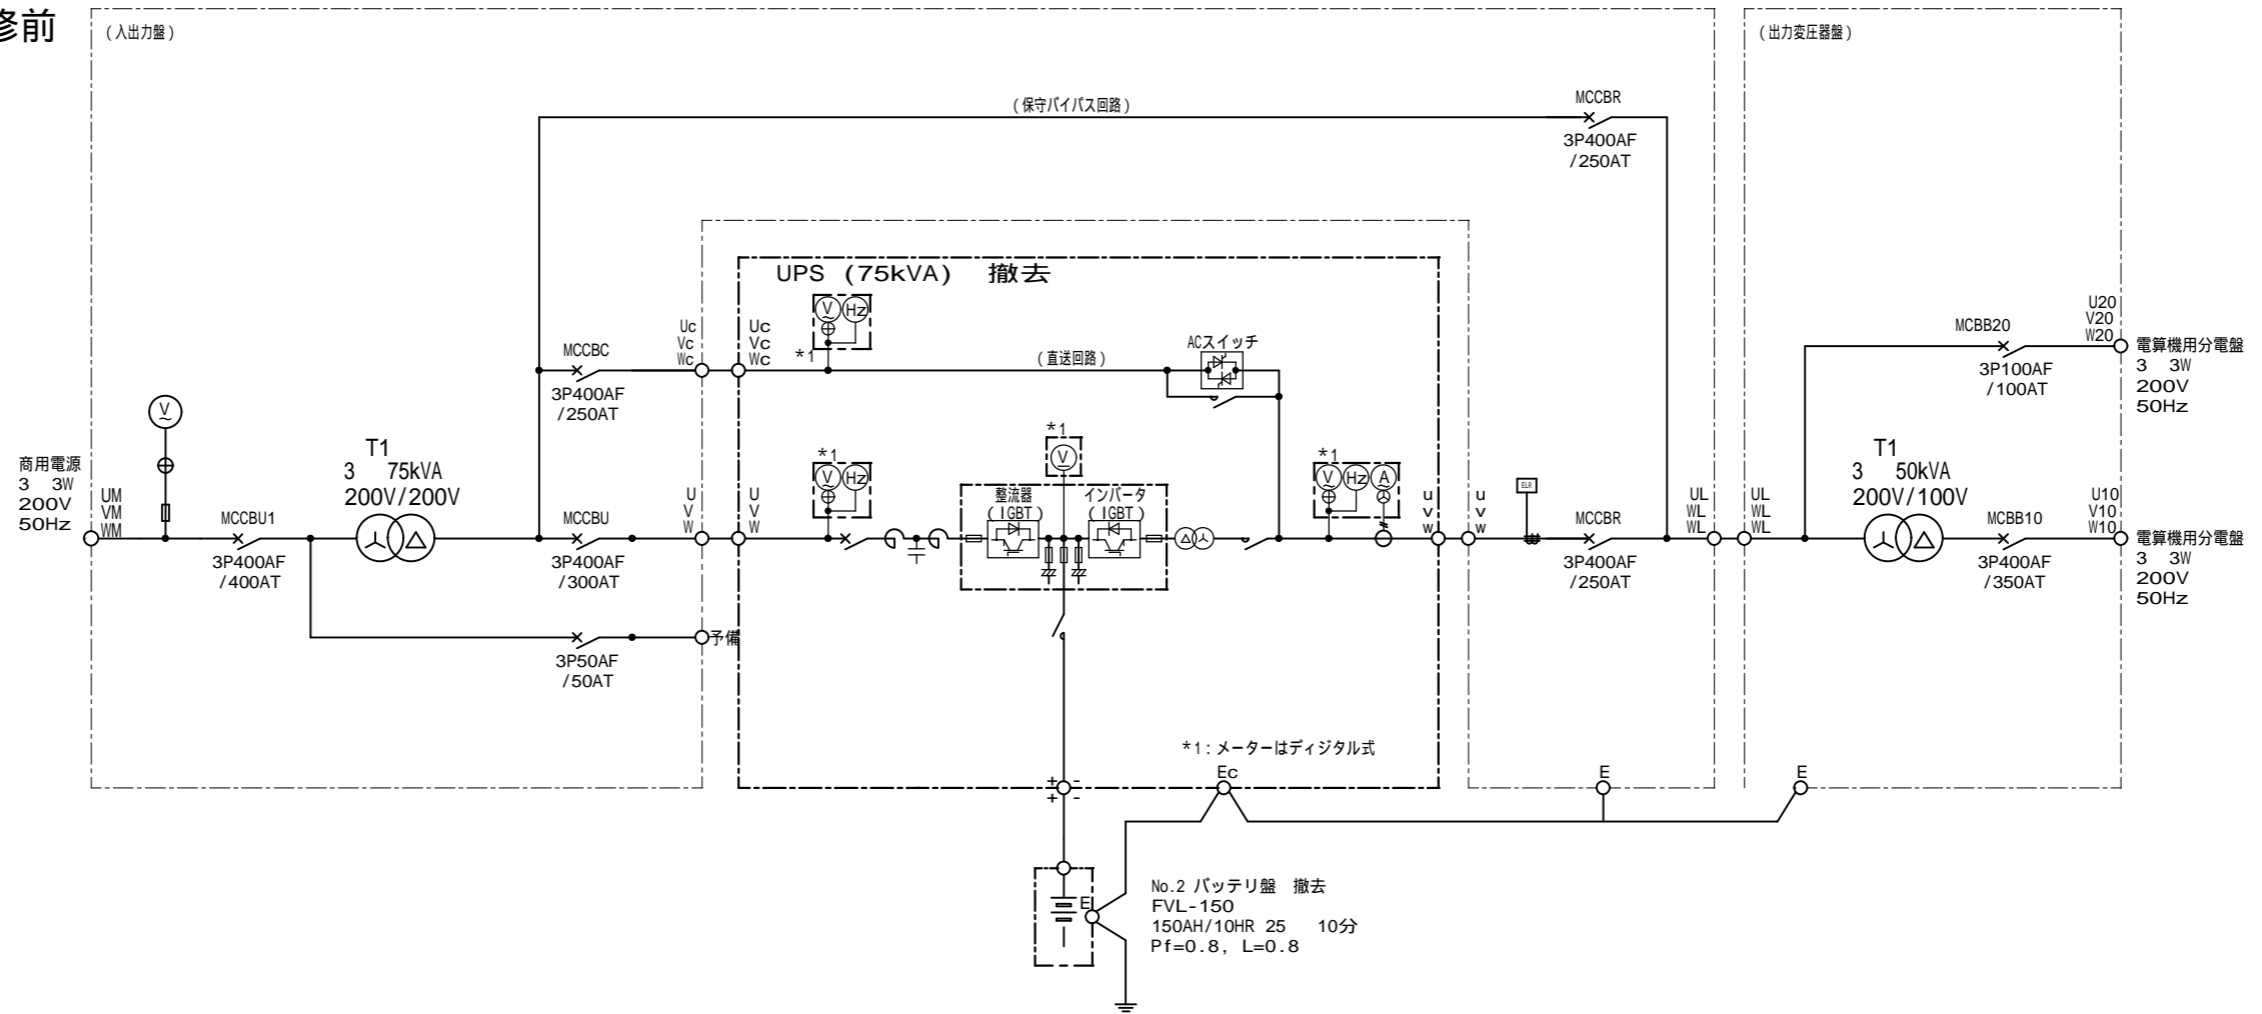 修前
(入出力盤)
(出力変圧器盤)
(保守バイパス回路)
MCCBR
3P400AF
/250AT
UPS (75kVA) 撤去
V
Hz
*1
Uc
Vc
Wc
Uc
Vc
Wc
MCCBC
3P400AF
/250AT
(直送回路)
ACスイッチ
MCBB20
3P100AF
/100AT
U20
V20
W20
電算機用分電盤
3 3W
200V
50Hz
V
商用電源
3 3W
200V
50Hz
UM
VM
WM
MCCBU1
3P400AF
/400AT
T1
3 75kVA
200V/200V
MCCBU
3P400AF
/300AT
U
V
W
U
V
W
*1
V
Hz
*1
V
整流器
(IGBT)
インバータ
(IGBT)
*1
V
Hz
A
u
v
w
u
v
w
ELR
MCCBR
3P400AF
/250AT
UL
WL
WL
UL
WL
WL
T1
3 50kVA
200V/100V
MCBB10
3P400AF
/350AT
U10
V10
W10
電算機用分電盤
3 3W
200V
50Hz
3P50AF
/50AT
予備
*1:メーターはディジタル式
+ -
+ -
Ec
E
E
E
No.2 バッテリ盤 撤去
FVL-150
150AH/10HR 25 10分
Pf=0.8, L=0.8